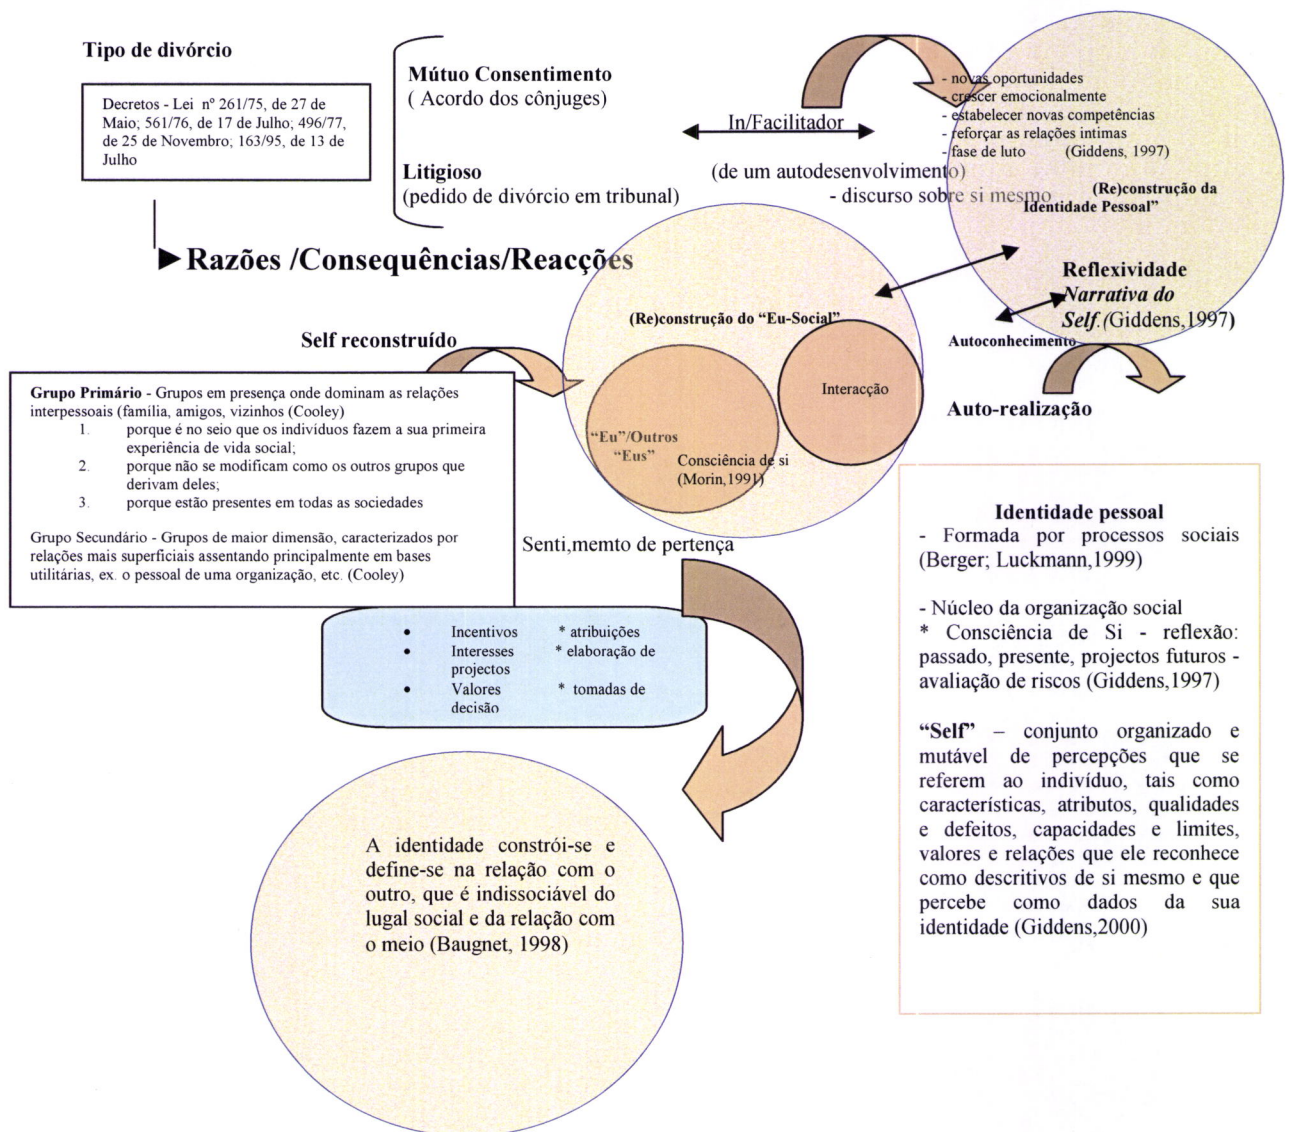 Tipo de divórcio
Decretos - Lei nº 261/75, de 27 de
Maio; 561/76, de 17 de Julho; 496/77,
de 25 de Novembro; 163/95, de 13 de
Julho
Mútuo Consentimento
( Acordo dos cônjuges)
Litigioso
(pedido de divórcio em tribunal)
In/Facilitador
(de um autodesenvolvimento)
- discurso sobre si mesmo
- novas oportunidades
- crescer emocionalmente
- estabelecer novas competências
- reforçar as relações intimas
- fase de luto (Giddens, 1997)
(Re)construção da
Identidade Pessoal”
Reflexividade
Narrativa do
Self.(Giddens,1997)
Autoconhecimento
Auto-realização
Razões /Consequências/Reacções
(Re)construção do “Eu-Social”
Interacção
“Eu”/Outros
“Eus”
Consciência de si
(Morin,1991)
Self reconstruído
Grupo Primário - Grupos em presença onde dominam as relações
interpessoais (família, amigos, vizinhos (Cooley)
1. porque é no seio que os indivíduos fazem a sua primeira
experiência de vida social;
2. porque não se modificam como os outros grupos que
derivam deles;
3. porque estão presentes em todas as sociedades
Grupo Secundário - Grupos de maior dimensão, caracterizados por
relações mais superficiais assentando principalmente em bases
utilitárias, ex. o pessoal de uma organização, etc. (Cooley)
Senti,memto de pertença
• Incentivos * atribuições
• Interesses * elaboração de
projectos
• Valores * tomadas de
decisão
A identidade constrói-se e
define-se na relação com o
outro, que é indissociável do
lugal social e da relação com
o meio (Baugnet, 1998)
Identidade pessoal
- Formada por processos sociais
(Berger; Luckmann,1999)
- Núcleo da organização social
* Consciência de Si - reflexão:
passado, presente, projectos futuros -
avaliação de riscos (Giddens,1997)
“Self” – conjunto organizado e
mutável de percepções que se
referem ao indivíduo, tais como
características, atributos, qualidades
e defeitos, capacidades e limites,
valores e relações que ele reconhece
como descritivos de si mesmo e que
percebe como dados da sua
identidade (Giddens,2000)